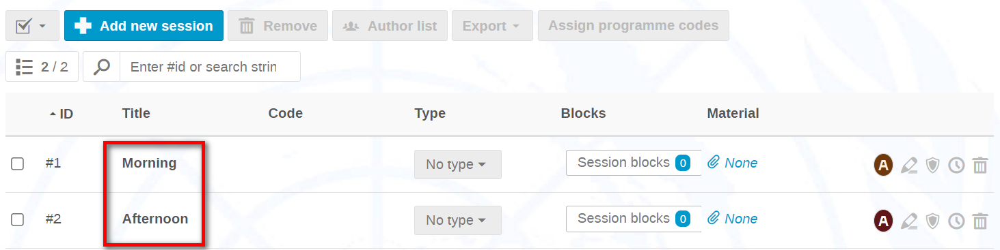 Add new session Remove Author list Export Assign programme codes
2 / 2 Enter #id or search strin
ID Title Code Type Blocks Material
#1 Morning No type Session blocks 0 None A
#2 Afternoon No type Session blocks 0 None A